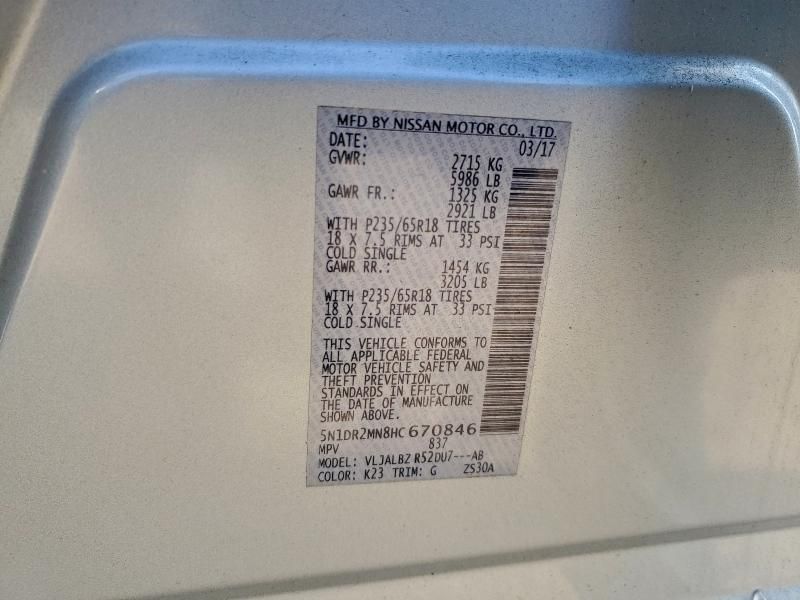 MFD BY NISSAN MOTOR CO., LTD.
DATE: 03/17
GVWR: 2715 KG
5986 LB
GAWR FR.: 1325 KG
2921 LB
WITH P235/65R18 TIRES
18 X 7.5 RIMS AT 33 PSI
COLD SINGLE
GAWR RR.: 1454 KG
3205 LB
WITH P235/65R18 TIRES
18 X 7.5 RIMS AT 33 PSI
COLD SINGLE
THIS VEHICLE CONFORMS TO
ALL APPLICABLE FEDERAL
MOTOR VEHICLE SAFETY AND
THEFT PREVENTION
STANDARDS IN EFFECT ON
THE DATE OF MANUFACTURE
SHOWN ABOVE.
5N1DR2MN8HC670846
MPV 837
MODEL: VLJALBZ R52DU7---AB
COLOR: K23 TRIM: G ZS30A